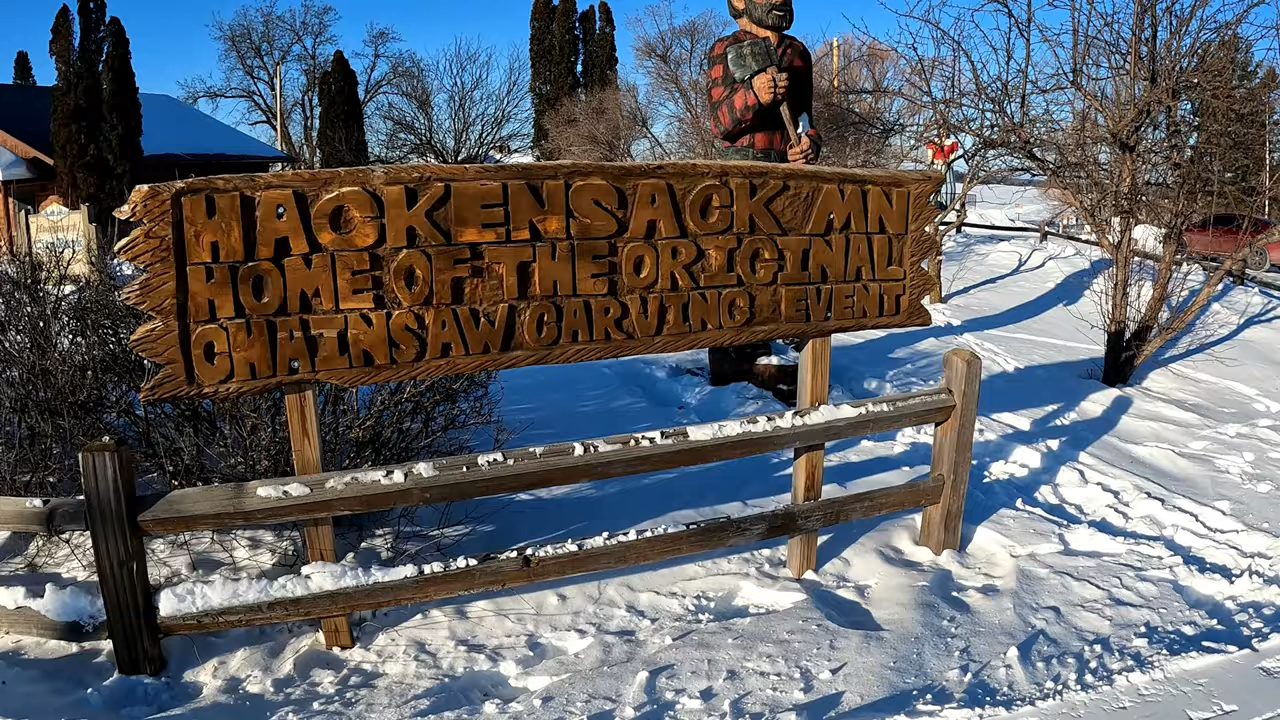 HACKENSACK MN
HOME OF THE ORIGINAL
CHAINSAW CARVING EVENT